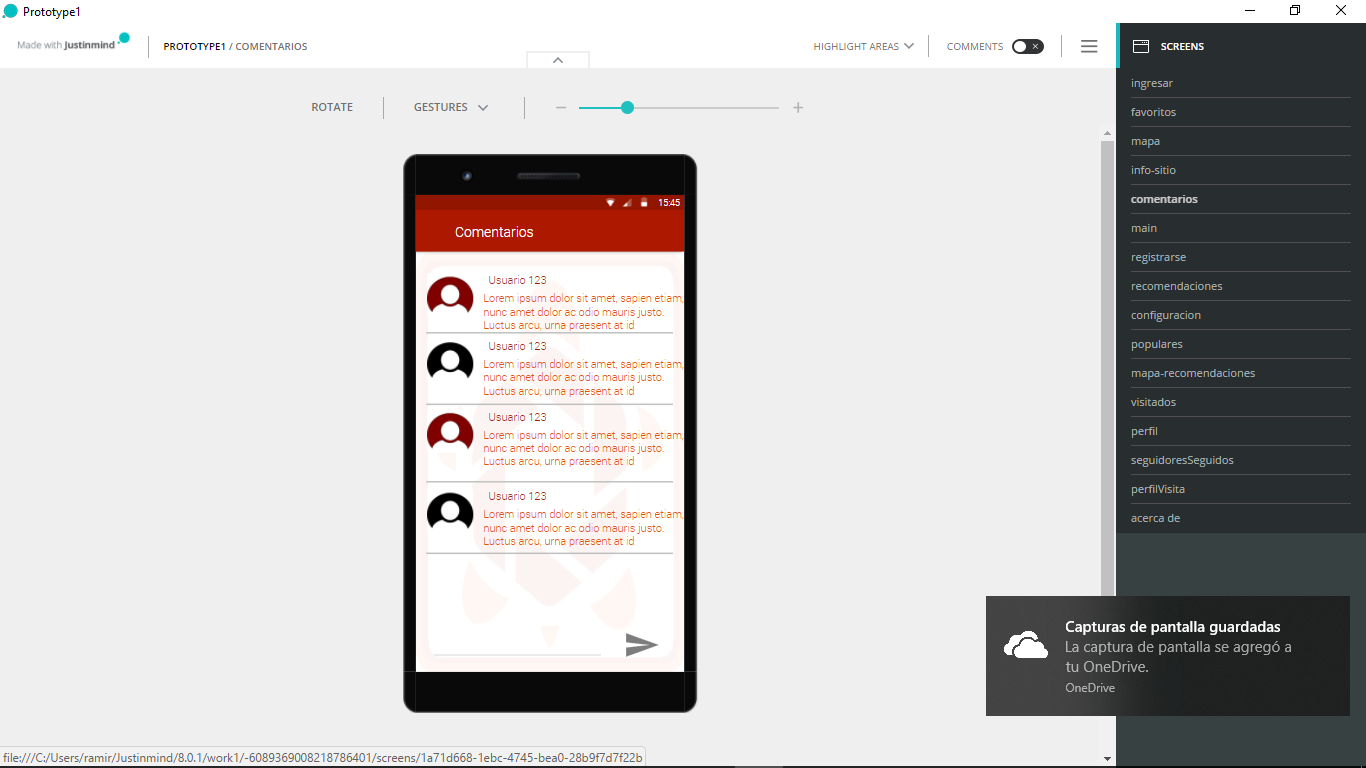 Prototype1
Made with Justinmind
PROTOTYPE1 / COMENTARIOS
HIGHLIGHT AREAS
COMMENTS
SCREENS
ROTATE
GESTURES
15:45
Comentarios
Usuario 123
Lorem ipsum dolor sit amet, sapien etiam,
nunc amet dolor ac odio mauris justo.
Luctus arcu, urna praesent at id
Usuario 123
Lorem ipsum dolor sit amet, sapien etiam,
nunc amet dolor ac odio mauris justo.
Luctus arcu, urna praesent at id
Usuario 123
Lorem ipsum dolor sit amet, sapien etiam,
nunc amet dolor ac odio mauris justo.
Luctus arcu, urna praesent at id
Usuario 123
Lorem ipsum dolor sit amet, sapien etiam,
nunc amet dolor ac odio mauris justo.
Luctus arcu, urna praesent at id
ingresar
favoritos
mapa
info-sitio
comentarios
main
registrarse
recomendaciones
configuracion
populares
mapa-recomendaciones
visitados
perfil
seguidoresSeguidos
perfilVisita
acerca de
Capturas de pantalla guardadas
La captura de pantalla se agregó a
tu OneDrive.
OneDrive
file:///C:/Users/ramir/Justinmind/8.0.1/work1/-6089369008218786401/screens/1a71d668-1ebc-4745-bea0-28b9f7d7f22b